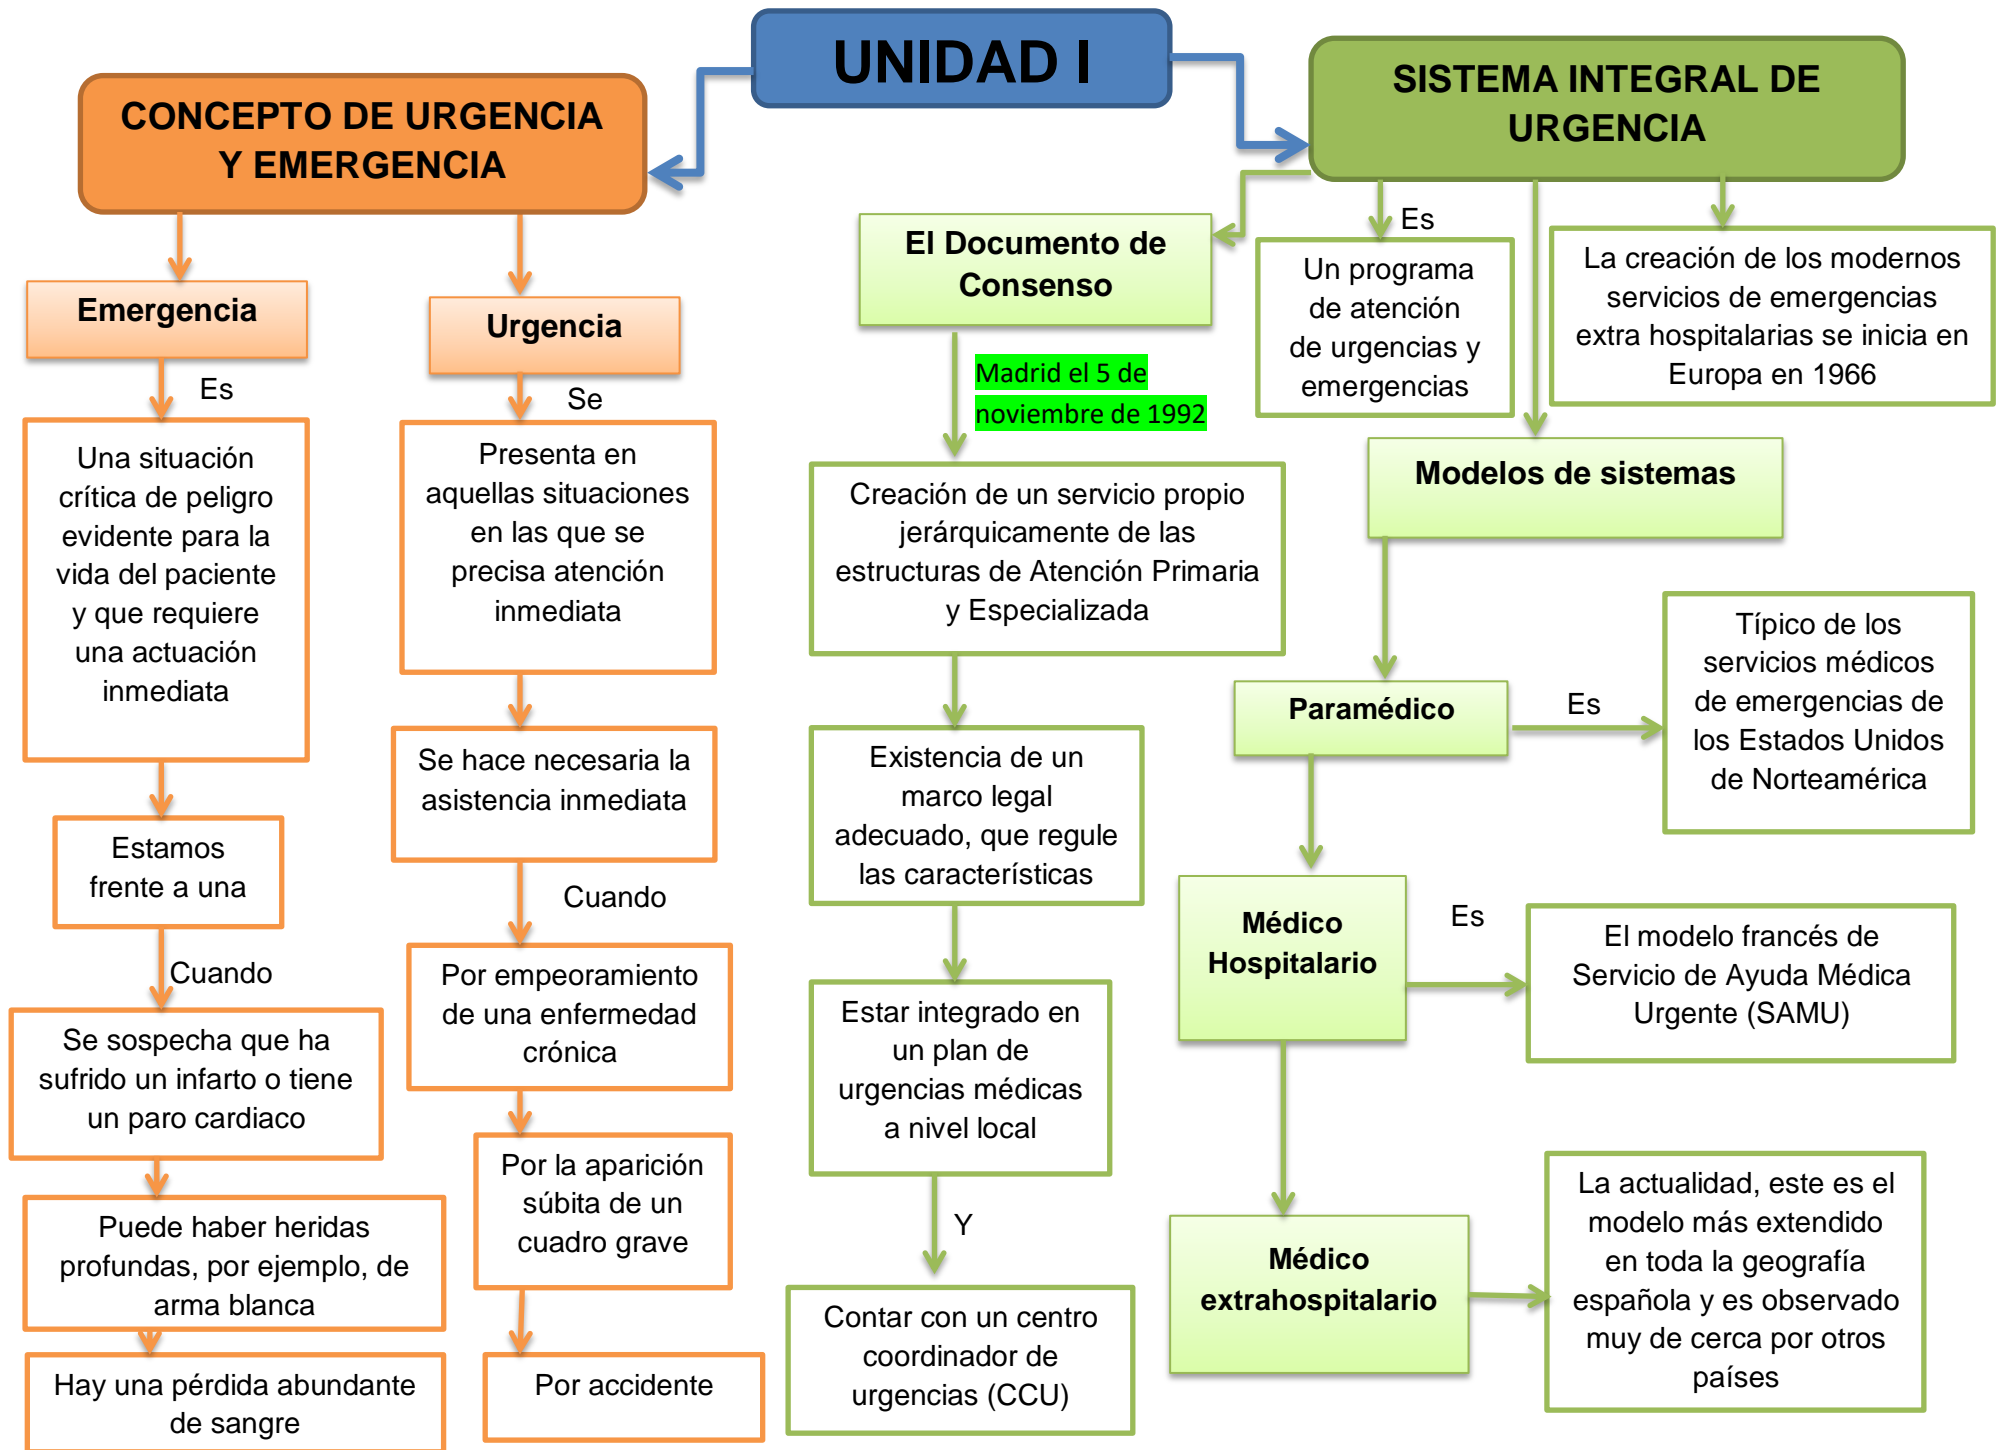 UNIDAD I
CONCEPTO DE URGENCIA
Y EMERGENCIA
Emergencia
Es
Una situación
crítica de peligro
evidente para la
vida del paciente
y que requiere
una actuación
inmediata
Estamos
frente a una
Cuando
Se sospecha que ha
sufrido un infarto o tiene
un paro cardiaco
Puede haber heridas
profundas, por ejemplo, de
arma blanca
Hay una pérdida abundante
de sangre
Urgencia
Se
Presenta en
aquellas situaciones
en las que se
precisa atención
inmediata
Se hace necesaria la
asistencia inmediata
Cuando
Por empeoramiento
de una enfermedad
crónica
Por la aparición
súbita de un
cuadro grave
Por accidente
SISTEMA INTEGRAL DE
URGENCIA
El Documento de
Consenso
Madrid el 5 de
noviembre de 1992
Creación de un servicio propio
jerárquicamente de las
estructuras de Atención Primaria
y Especializada
Existencia de un
marco legal
adecuado, que regule
las características
Estar integrado en
un plan de
urgencias médicas
a nivel local
Y
Contar con un centro
coordinador de
urgencias (CCU)
Es
Un programa
de atención
de urgencias y
emergencias
La creación de los modernos
servicios de emergencias
extra hospitalarias se inicia en
Europa en 1966
Modelos de sistemas
Paramédico
Es
Típico de los
servicios médicos
de emergencias de
los Estados Unidos
de Norteamérica
Médico
Hospitalario
Es
El modelo francés de
Servicio de Ayuda Médica
Urgente (SAMU)
Médico
extrahospitalario
La actualidad, este es el
modelo más extendido
en toda la geografía
española y es observado
muy de cerca por otros
países